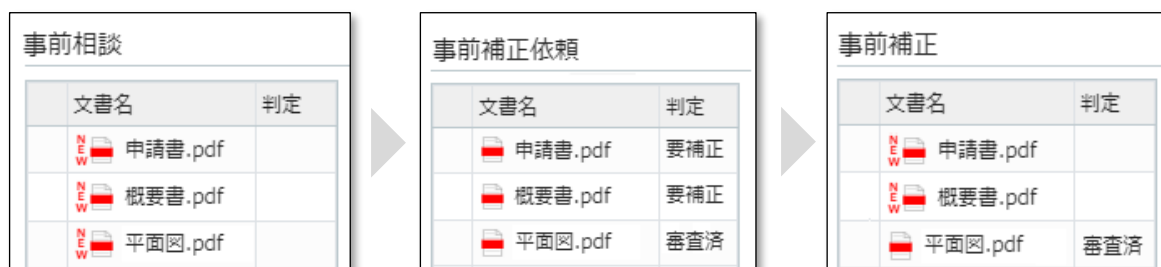 事前相談
文書名 判定
NEW 申請書.pdf
NEW 概要書.pdf
NEW 平面図.pdf
事前補正依頼
文書名 判定
申請書.pdf 要補正
概要書.pdf 要補正
平面図.pdf 審査済
事前補正
文書名 判定
NEW 申請書.pdf
NEW 概要書.pdf
平面図.pdf 審査済